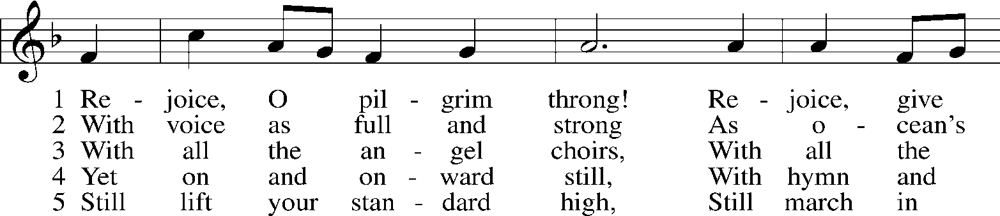 1 Re - joice, O pil - grim throng! Re - joice, give
2 With voice as full and strong As o - cean's
3 With all the an - gel choirs, With all the
4 Yet on and on - ward still, With hymn and
5 Still lift your stan - dard high, Still march in